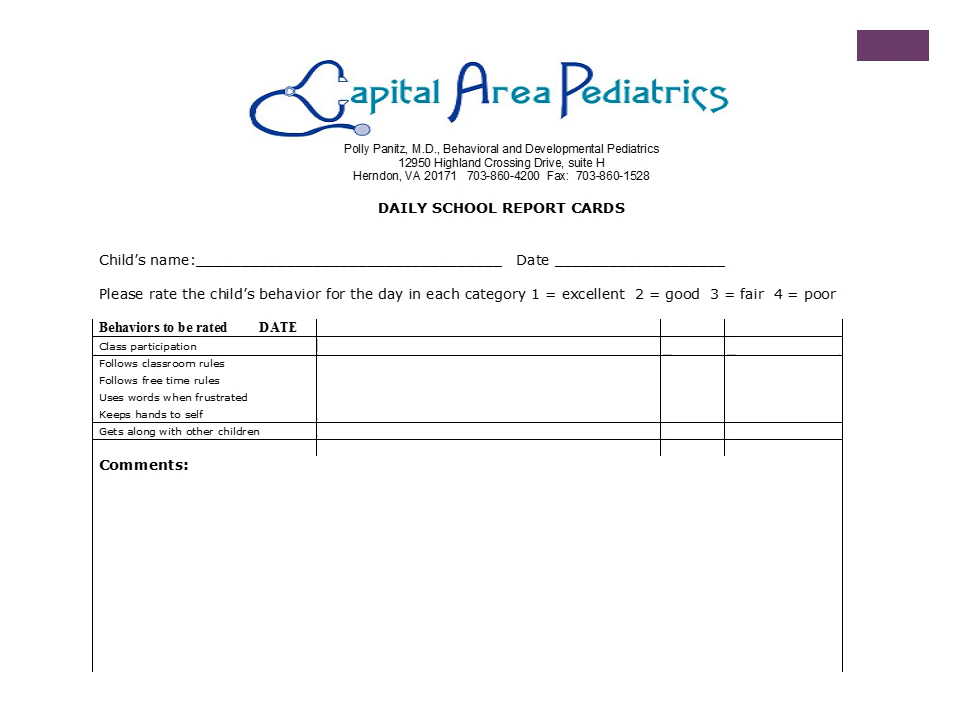 Capital Area Pediatrics
Polly Panitz, M.D., Behavioral and Developmental Pediatrics
12950 Highland Crossing Drive, suite H
Herndon, VA 20171   703-860-4200  Fax:  703-860-1528
DAILY SCHOOL REPORT CARDS
Child’s name:__________________________________   Date ___________________
Please rate the child’s behavior for the day in each category 1 = excellent  2 = good  3 = fair  4 = poor
Behaviors to be rated   DATE
Class participation
Follows classroom rules
Follows free time rules
Uses words when frustrated
Keeps hands to self
Gets along with other children
Comments: